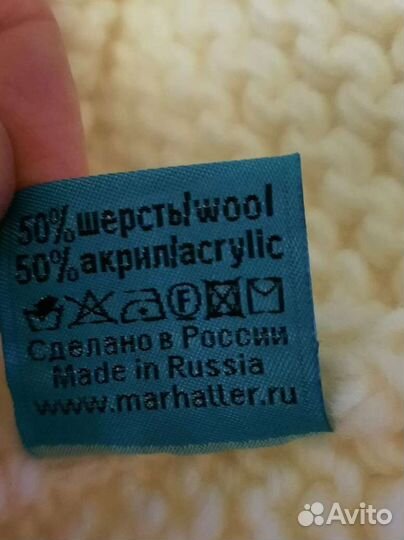 50% шерсть/wool
50% акрил/acrylic
F
Сделано в России
Made in Russia
www.marhatter.ru
Avito